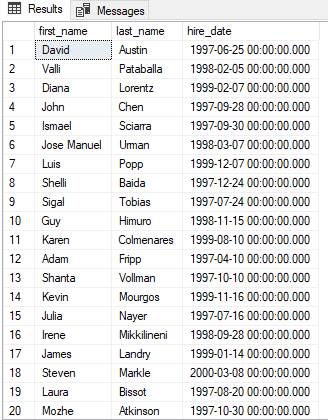 Results Messages
first_name last_name hire_date
1 David Austin 1997-06-25 00:00:00.000
2 Valli Pataballa 1998-02-05 00:00:00.000
3 Diana Lorentz 1999-02-07 00:00:00.000
4 John Chen 1997-09-28 00:00:00.000
5 Ismael Sciarra 1997-09-30 00:00:00.000
6 Jose Manuel Urman 1998-03-07 00:00:00.000
7 Luis Popp 1999-12-07 00:00:00.000
8 Shelli Baida 1997-12-24 00:00:00.000
9 Sigal Tobias 1997-07-24 00:00:00.000
10 Guy Himuro 1998-11-15 00:00:00.000
11 Karen Colmenares 1999-08-10 00:00:00.000
12 Adam Fripp 1997-04-10 00:00:00.000
13 Shanta Vollman 1997-10-10 00:00:00.000
14 Kevin Mourgos 1999-11-16 00:00:00.000
15 Julia Nayer 1997-07-16 00:00:00.000
16 Irene Mikkilineni 1998-09-28 00:00:00.000
17 James Landry 1999-01-14 00:00:00.000
18 Steven Markle 2000-03-08 00:00:00.000
19 Laura Bissot 1997-08-20 00:00:00.000
20 Mozhe Atkinson 1997-10-30 00:00:00.000